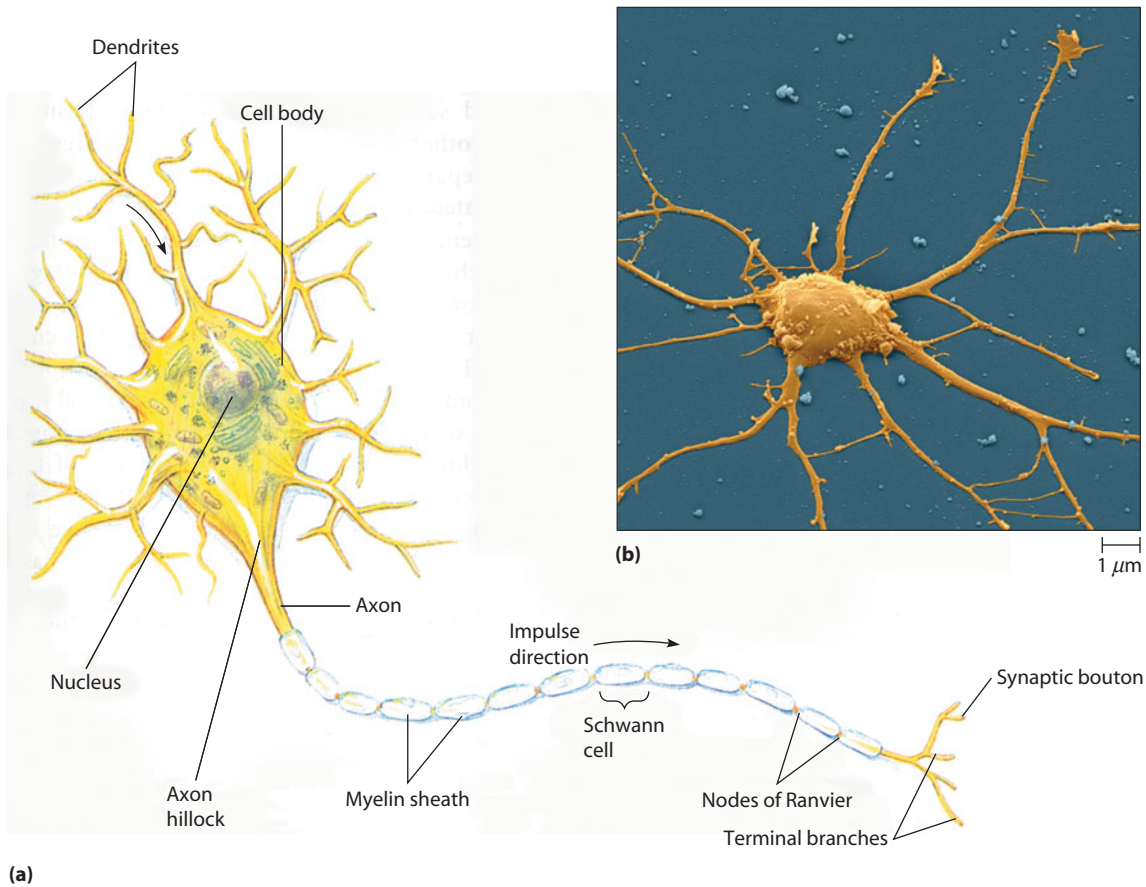 Dendrites
Cell body
Axon
Nucleus
Axon
hillock
Myelin sheath
Impulse
direction
Schwann
cell
Nodes of Ranvier
Synaptic bouton
Terminal branches
(a)
(b)
1 μm